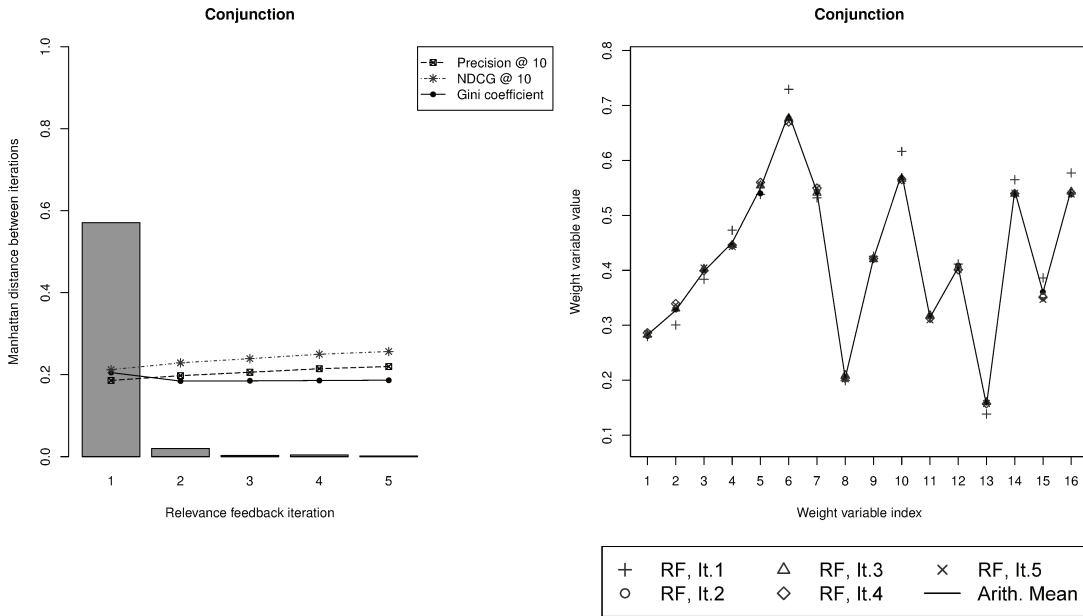 Conjunction
Manhattan distance between iterations
1.0
0.8
0.6
0.4
0.2
0.0
1 2 3 4 5
Relevance feedback iteration
Precision @ 10
NDCG @ 10
Gini coefficient
Conjunction
Weight variable value
0.8
0.7
0.6
0.5
0.4
0.3
0.2
0.1
1 2 3 4 5 6 7 8 9 10 11 12 13 14 15 16
Weight variable index
RF, It.1 RF, It.3 RF, It.5
RF, It.2 RF, It.4 Arith. Mean